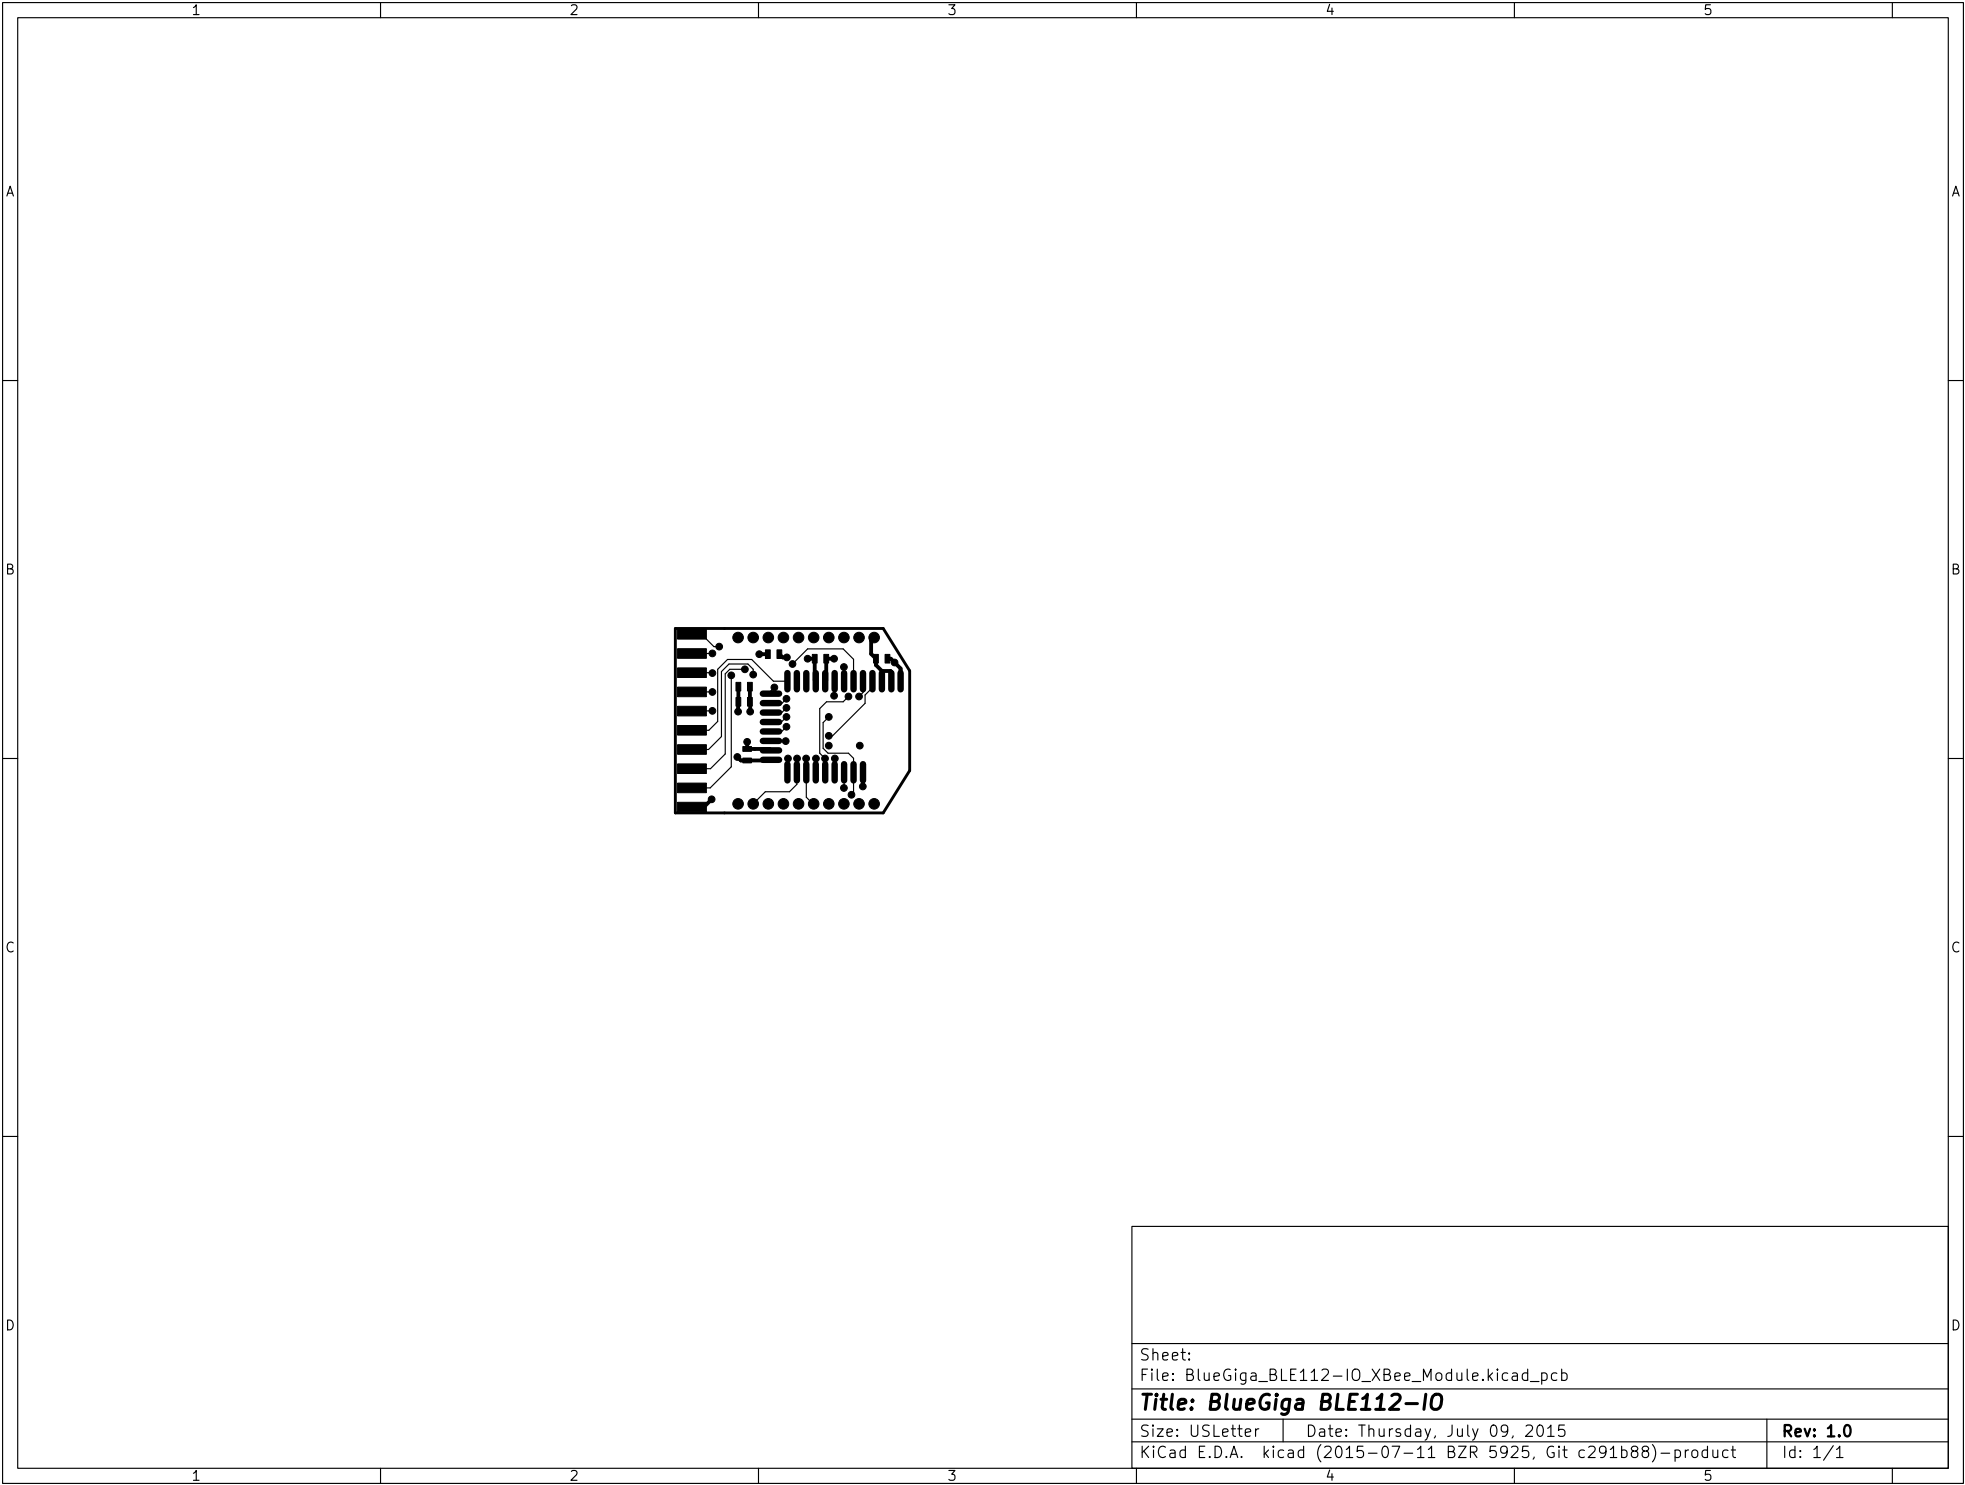 1 2 3 4 5
A A
B B
C C
D D
Sheet:
File: BlueGiga_BLE112-IO_XBee_Module.kicad_pcb
Title: BlueGiga BLE112-IO
Size: USLetter Date: Thursday, July 09, 2015 Rev: 1.0
KiCad E.D.A. kicad (2015-07-11 BZR 5925, Git c291b88)-product Id: 1/1
1 2 3 4 5